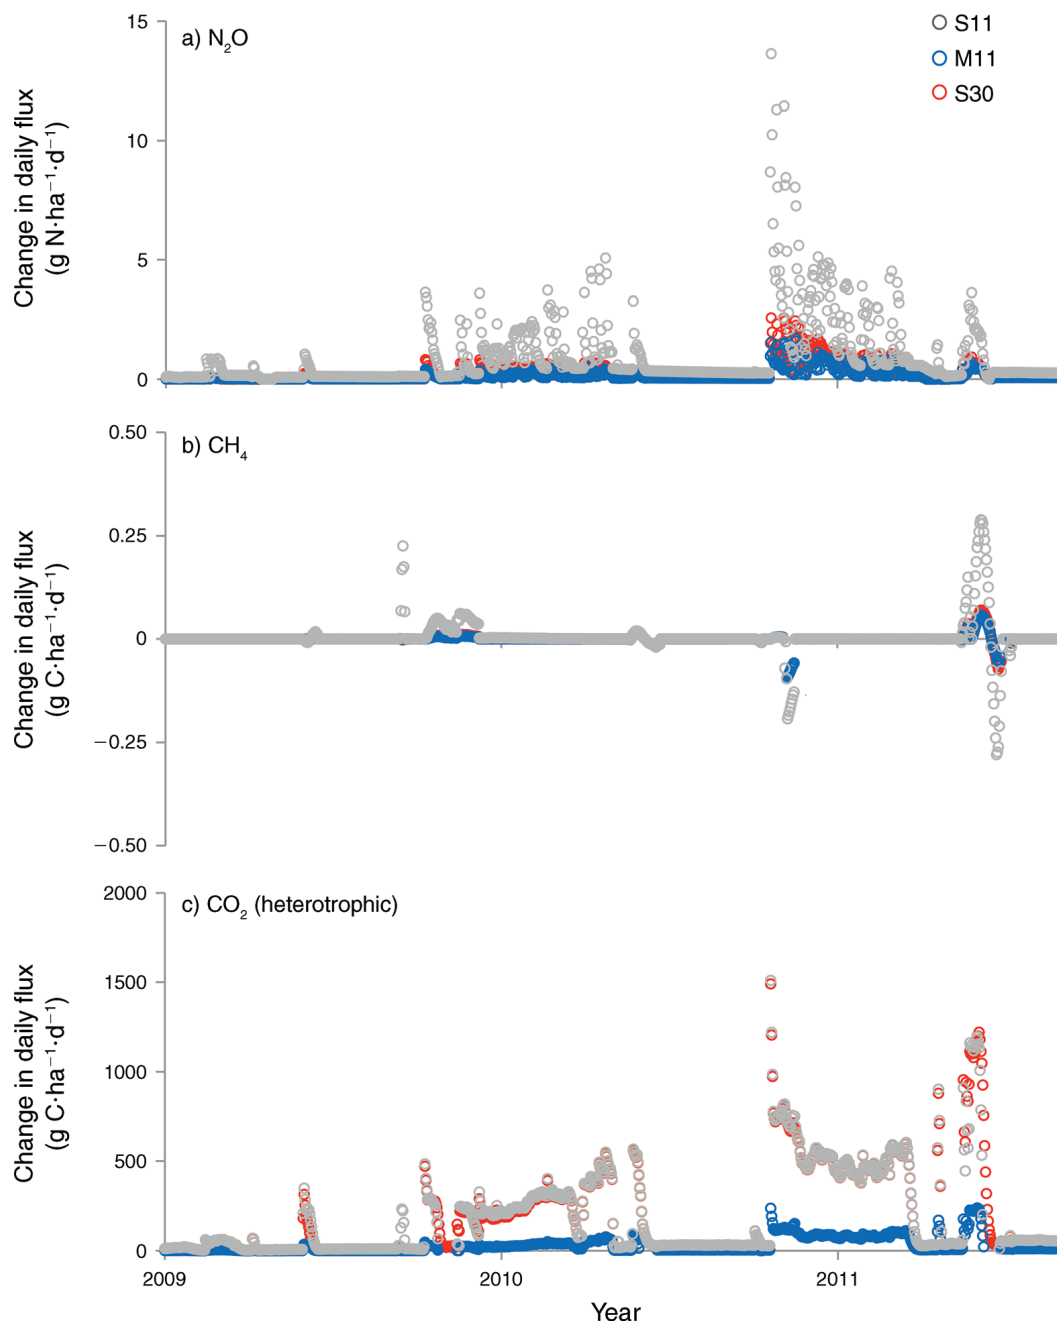 15
10
5
0
a) N₂O
S11
M11
S30
Change in daily flux
(g N·ha⁻¹·d⁻¹)
0.50
0.25
0
−0.25
−0.50
b) CH₄
Change in daily flux
(g C·ha⁻¹·d⁻¹)
2000
1500
1000
500
0
c) CO₂ (heterotrophic)
Change in daily flux
(g C·ha⁻¹·d⁻¹)
2009
2010
2011
Year